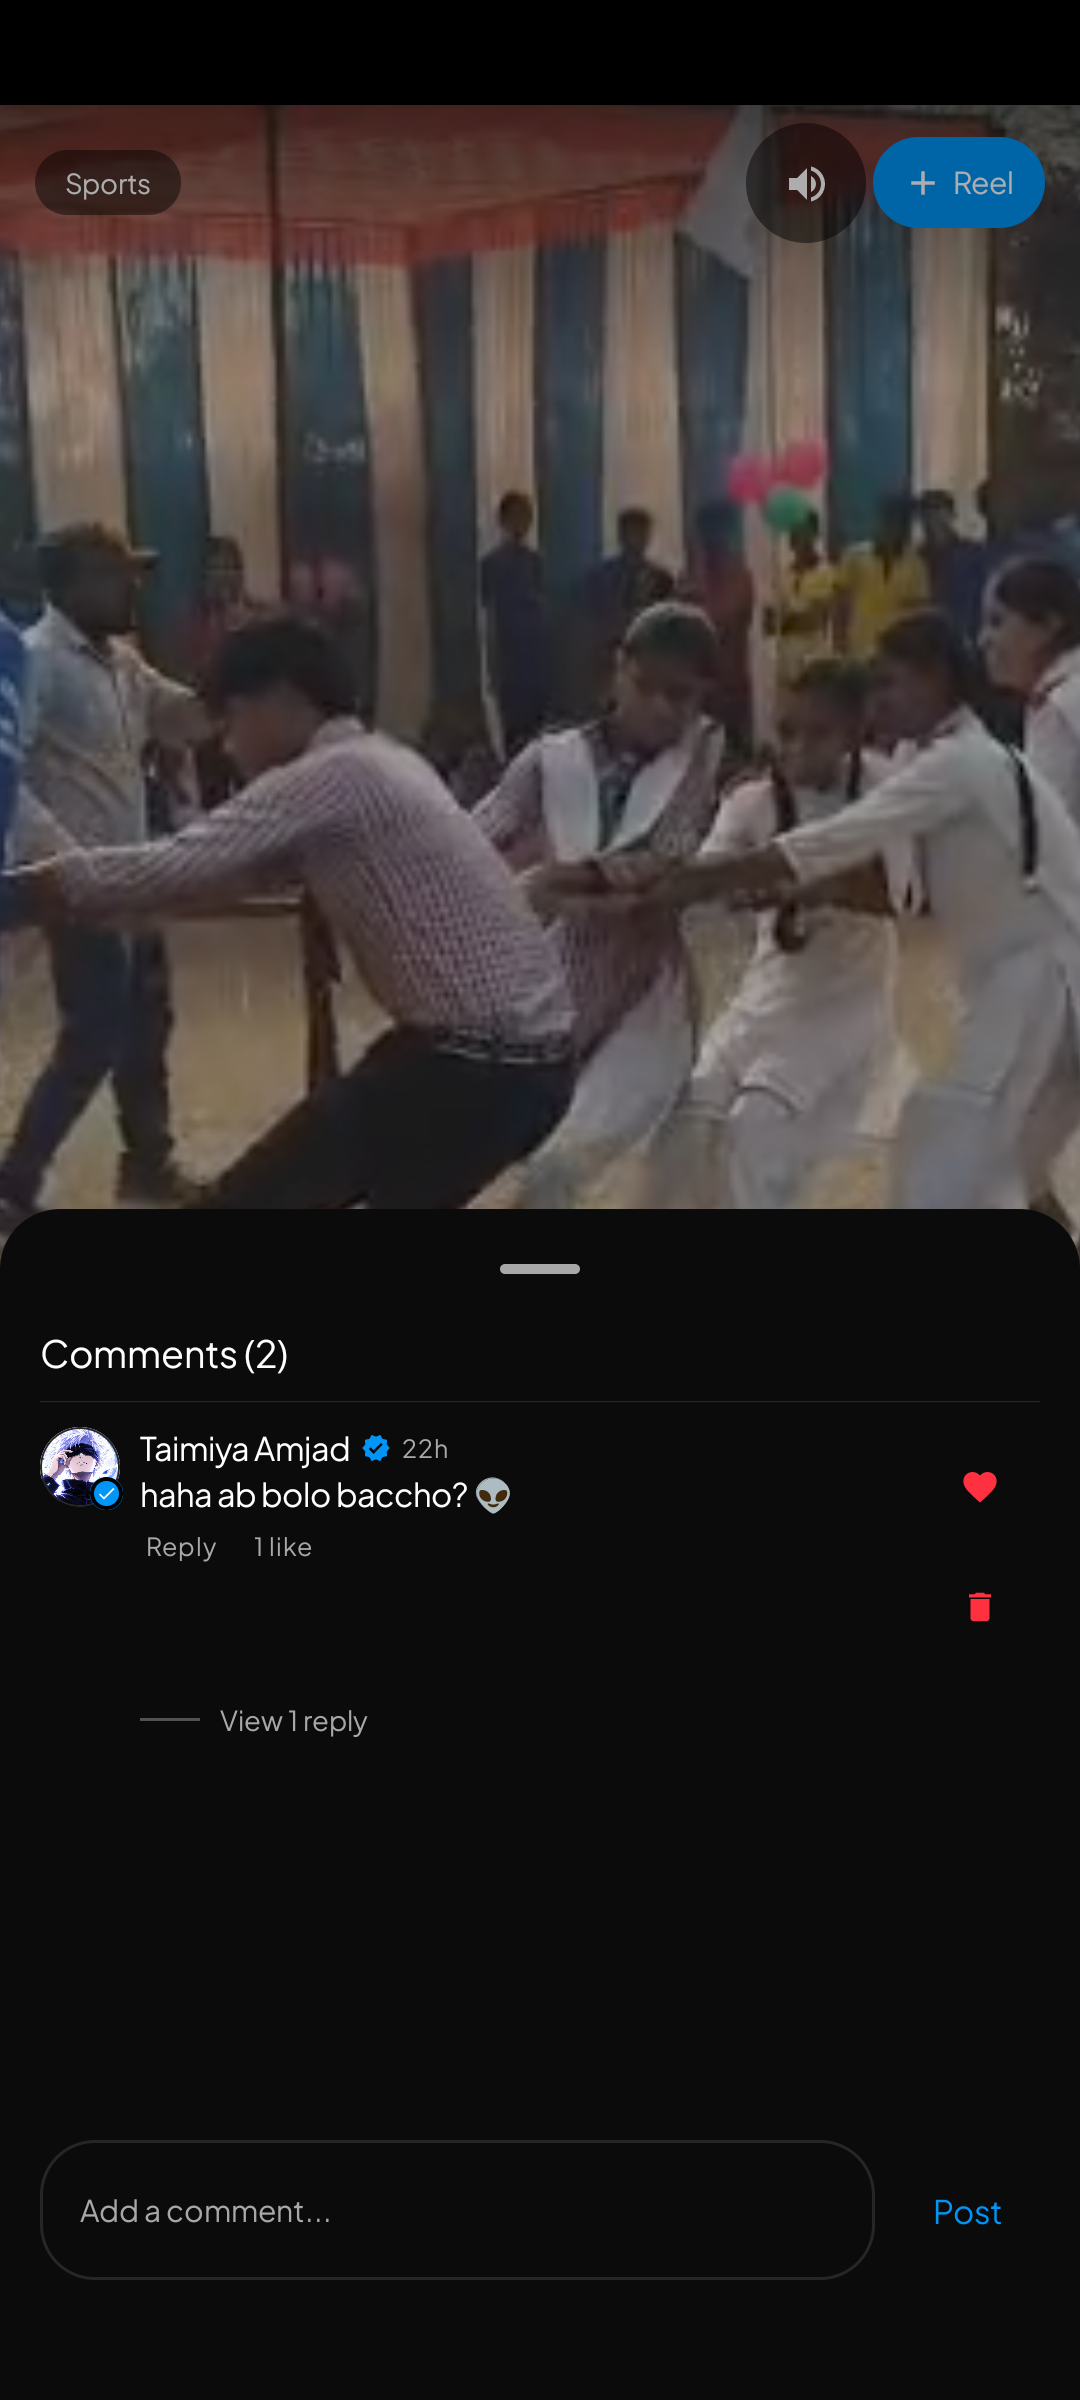 Sports
+ Reel
Comments (2)
Taimiya Amjad 22h
haha ab bolo baccho? 👽
Reply 1 like
View 1 reply
Add a comment...
Post